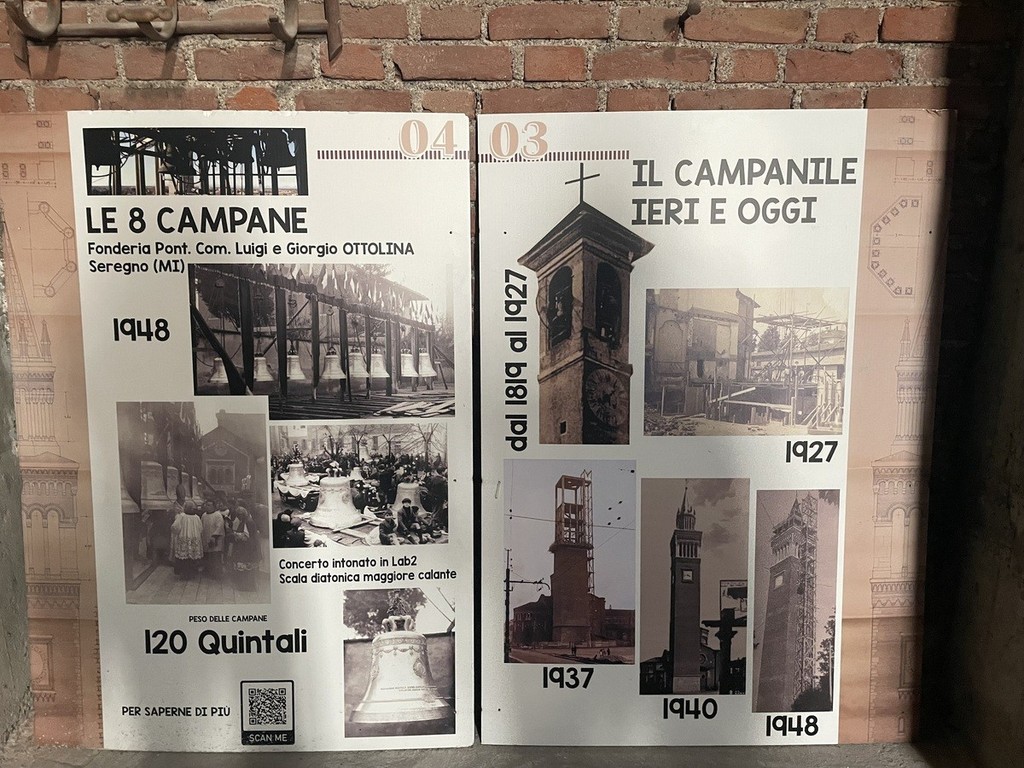 04
LE 8 CAMPANE
Fonderia Pont. Com. Luigi e Giorgio OTTOLINA
Seregno (MI)
1948
Concerto intonato in Lab2
Scala diatonica maggiore calante
PESO DELLE CAMPANE
120 Quintali
PER SAPERNE DI PIÙ
SCAN ME
03
IL CAMPANILE
IERI E OGGI
dal 1819 al 1927
1927
1937
1940
1948